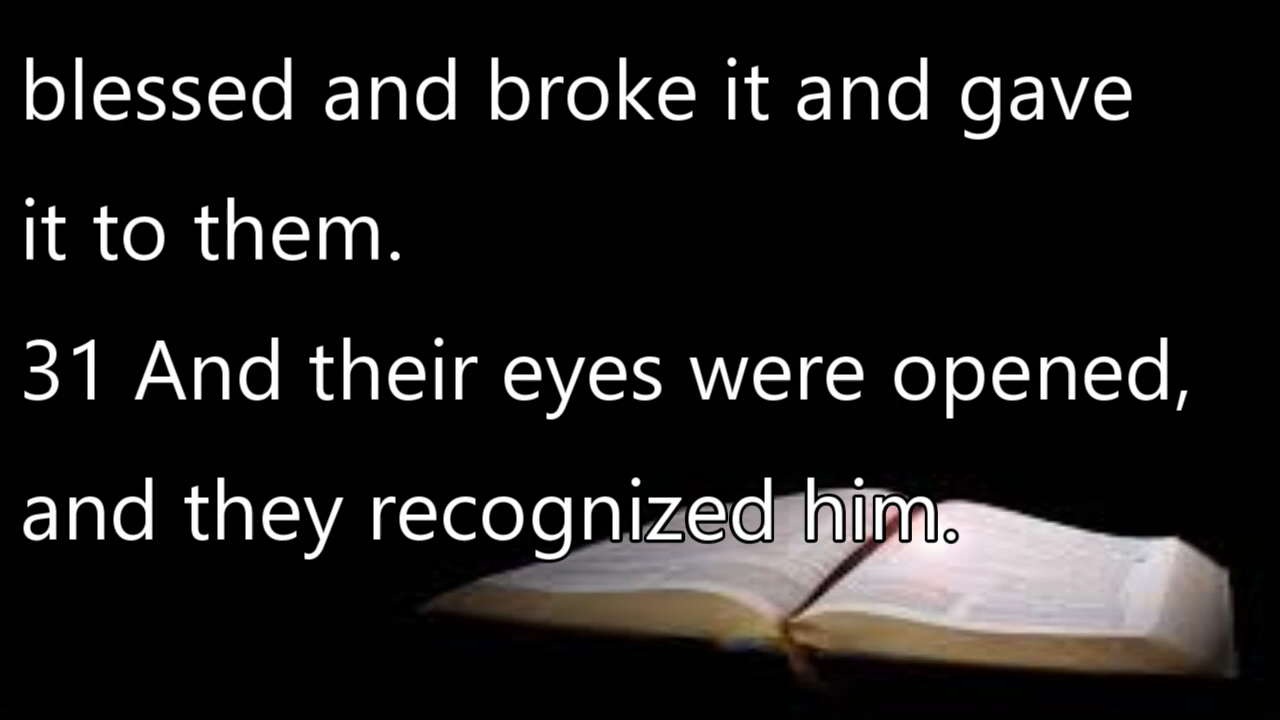 blessed and broke it and gave
it to them.
31 And their eyes were opened,
and they recognized him.